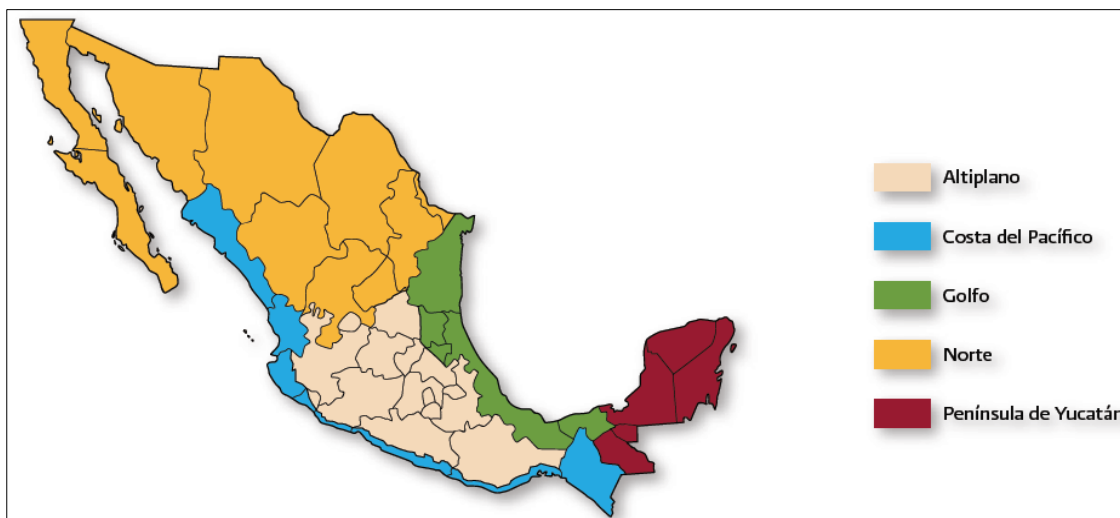 Altiplano
Costa del Pacífico
Golfo
Norte
Península de Yucatán